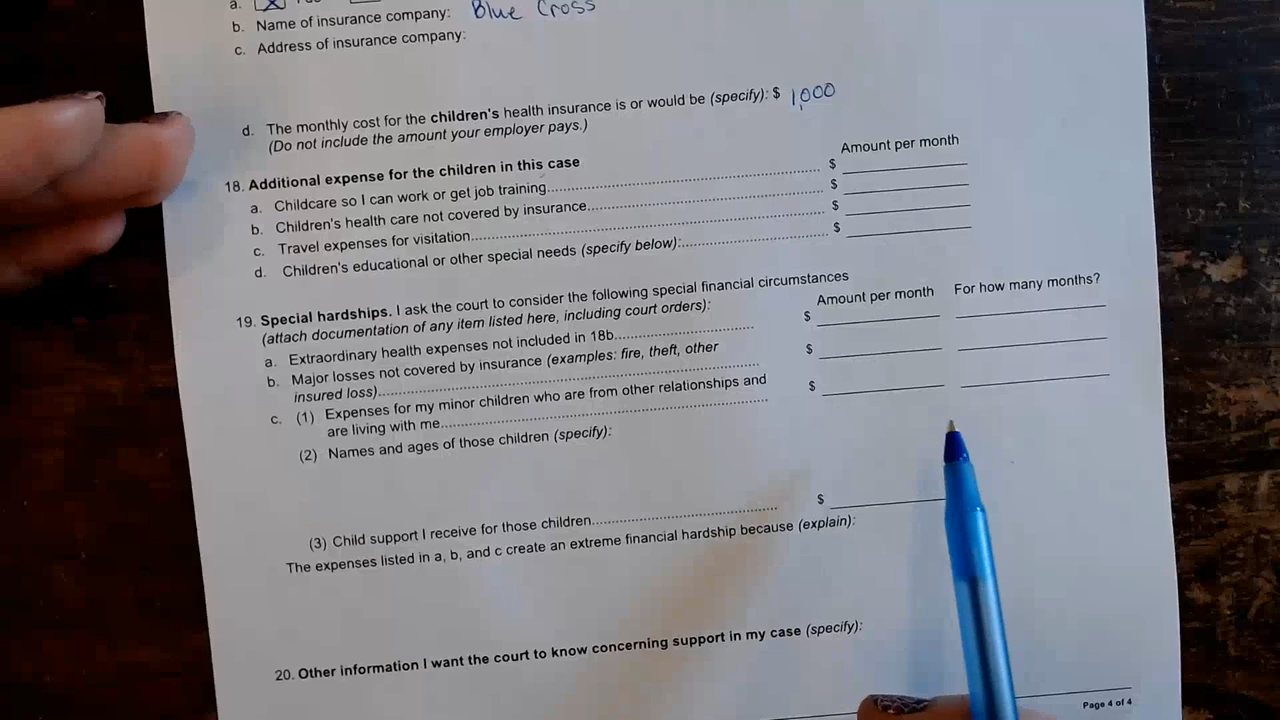 a. X
b. Name of insurance company: Blue Cross
c. Address of insurance company:
d. The monthly cost for the children's health insurance is or would be (specify): $ 1,000
(Do not include the amount your employer pays.)
18. Additional expense for the children in this case Amount per month
a. Childcare so I can work or get job training.................... $
b. Children's health care not covered by insurance.................... $
c. Travel expenses for visitation.................... $
d. Children's educational or other special needs (specify below):.................... $
19. Special hardships. I ask the court to consider the following special financial circumstances
(attach documentation of any item listed here, including court orders): Amount per month For how many months?
a. Extraordinary health expenses not included in 18b.................... $
b. Major losses not covered by insurance (examples: fire, theft, other
insured loss).................... $
c. (1) Expenses for my minor children who are from other relationships and
are living with me.................... $
(2) Names and ages of those children (specify):
(3) Child support I receive for those children.................... $
The expenses listed in a, b, and c create an extreme financial hardship because (explain):
20. Other information I want the court to know concerning support in my case (specify):
Page 4 of 4